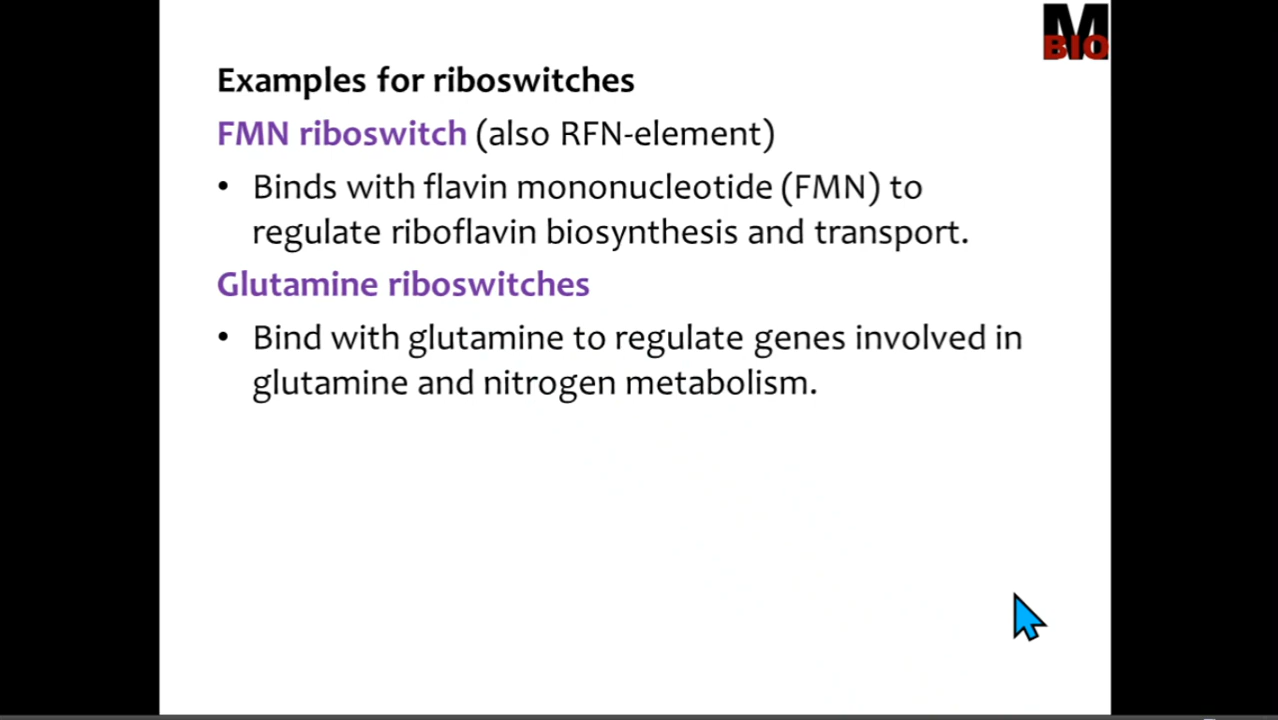 M
BIO
Examples for riboswitches
FMN riboswitch (also RFN-element)
• Binds with flavin mononucleotide (FMN) to
regulate riboflavin biosynthesis and transport.
Glutamine riboswitches
• Bind with glutamine to regulate genes involved in
glutamine and nitrogen metabolism.